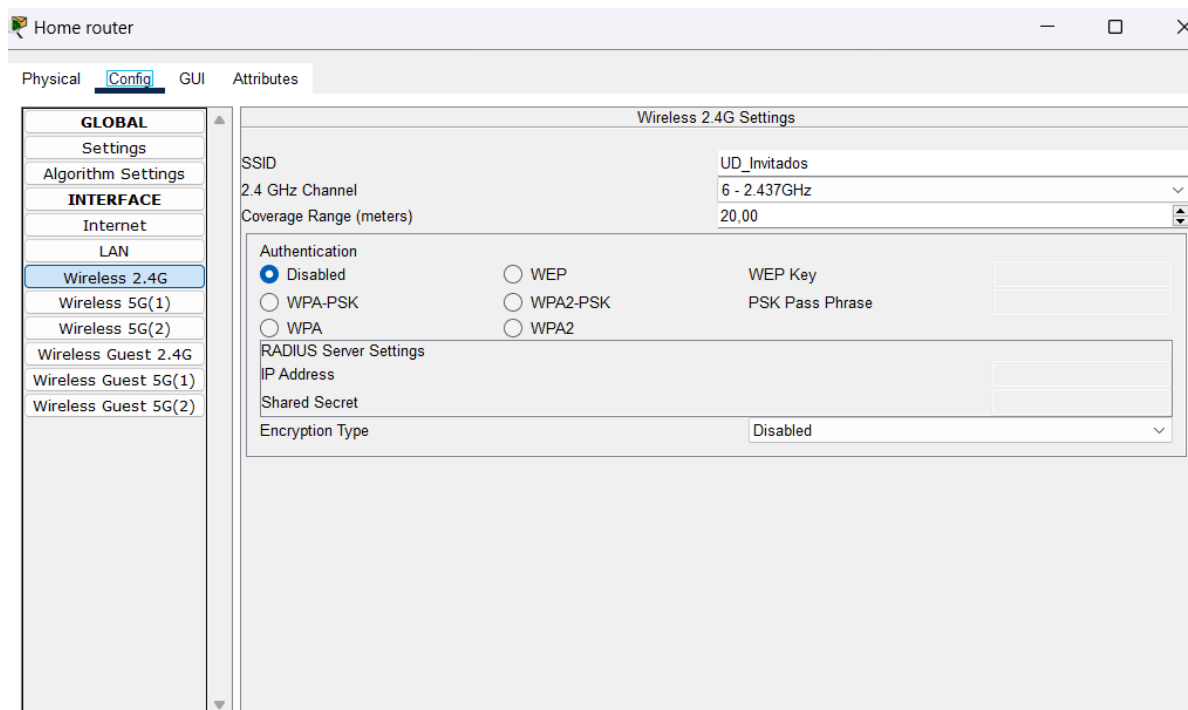 Home router
Physical Config GUI Attributes
GLOBAL
Settings
Algorithm Settings
INTERFACE
Internet
LAN
Wireless 2.4G
Wireless 5G(1)
Wireless 5G(2)
Wireless Guest 2.4G
Wireless Guest 5G(1)
Wireless Guest 5G(2)
Wireless 2.4G Settings
SSID UD_Invitados
2.4 GHz Channel 6 - 2.437GHz
Coverage Range (meters) 20,00
Authentication
Disabled WEP WEP Key
WPA-PSK WPA2-PSK PSK Pass Phrase
WPA WPA2
RADIUS Server Settings
IP Address
Shared Secret
Encryption Type Disabled